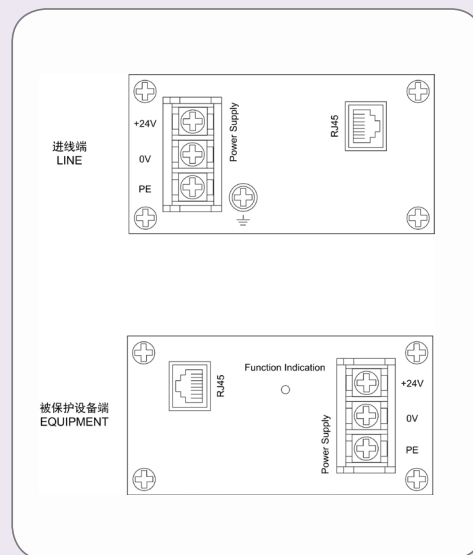 进线端
LINE
+24V
0V
PE
Power Supply
RJ45
被保护设备端
EQUIPMENT
RJ45
Function Indication
Power Supply
+24V
0V
PE